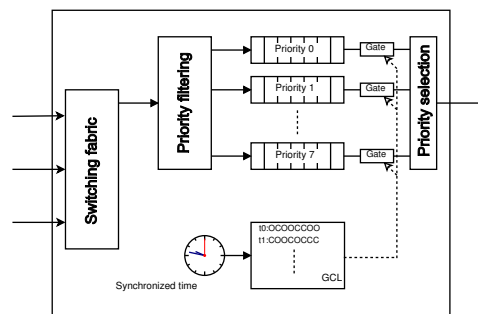 Switching fabric
Priority filtering
Priority 0
Gate
Priority 1
Gate
Priority 7
Gate
Priority selection
t0:OCOOCCOO
t1:COOCOCCC
GCL
Synchronized time